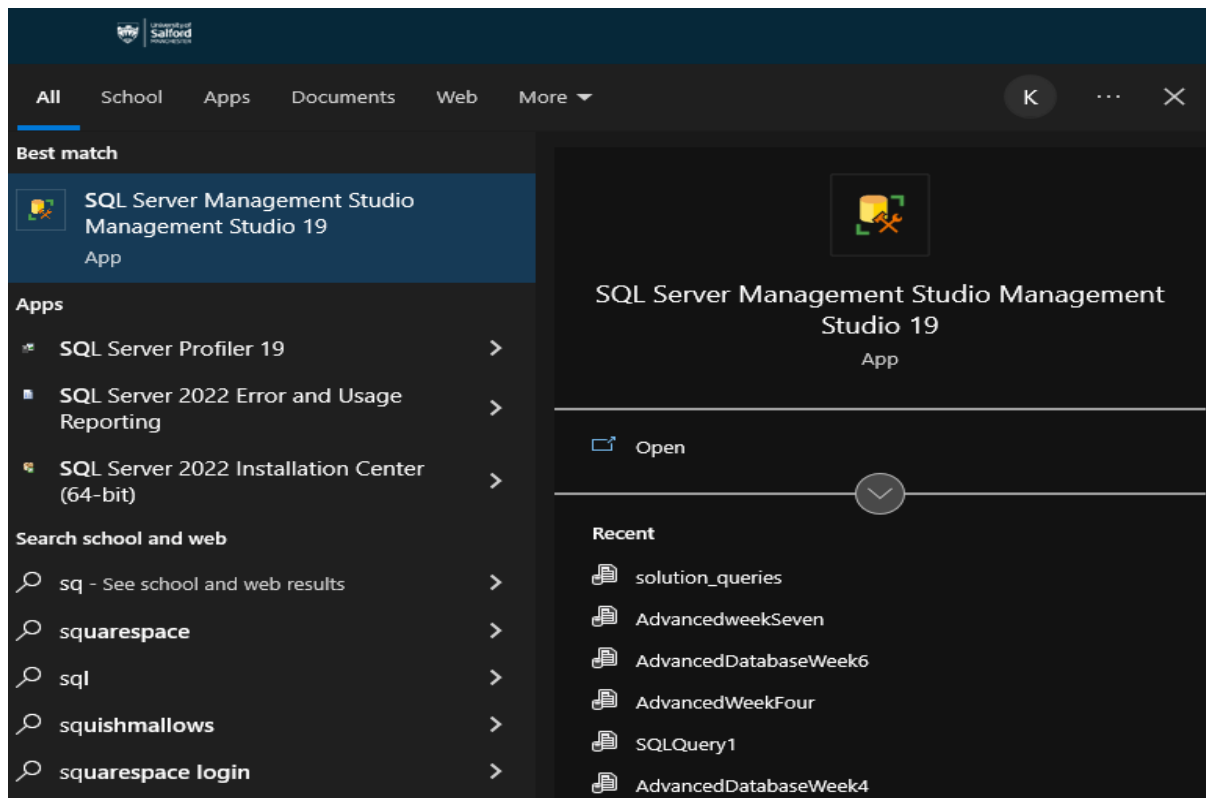 University of
Salford
MANCHESTER
All School Apps Documents Web More K ...
Best match
SQL Server Management Studio
Management Studio 19
App
Apps
SQL Server Profiler 19
SQL Server 2022 Error and Usage
Reporting
SQL Server 2022 Installation Center
(64-bit)
Search school and web
sq - See school and web results
squarespace
sql
squishmallows
squarespace login
SQL Server Management Studio Management
Studio 19
App
Open
Recent
solution_queries
AdvancedweekSeven
AdvancedDatabaseWeek6
AdvancedWeekFour
SQLQuery1
AdvancedDatabaseWeek4